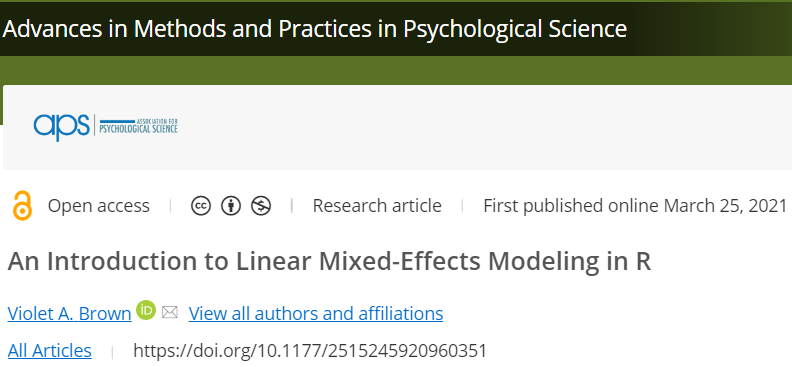 Advances in Methods and Practices in Psychological Science
aps ASSOCIATION FOR
PSYCHOLOGICAL SCIENCE
Open access | cc | Research article | First published online March 25, 2021
An Introduction to Linear Mixed-Effects Modeling in R
Violet A. Brown iD View all authors and affiliations
All Articles | https://doi.org/10.1177/2515245920960351